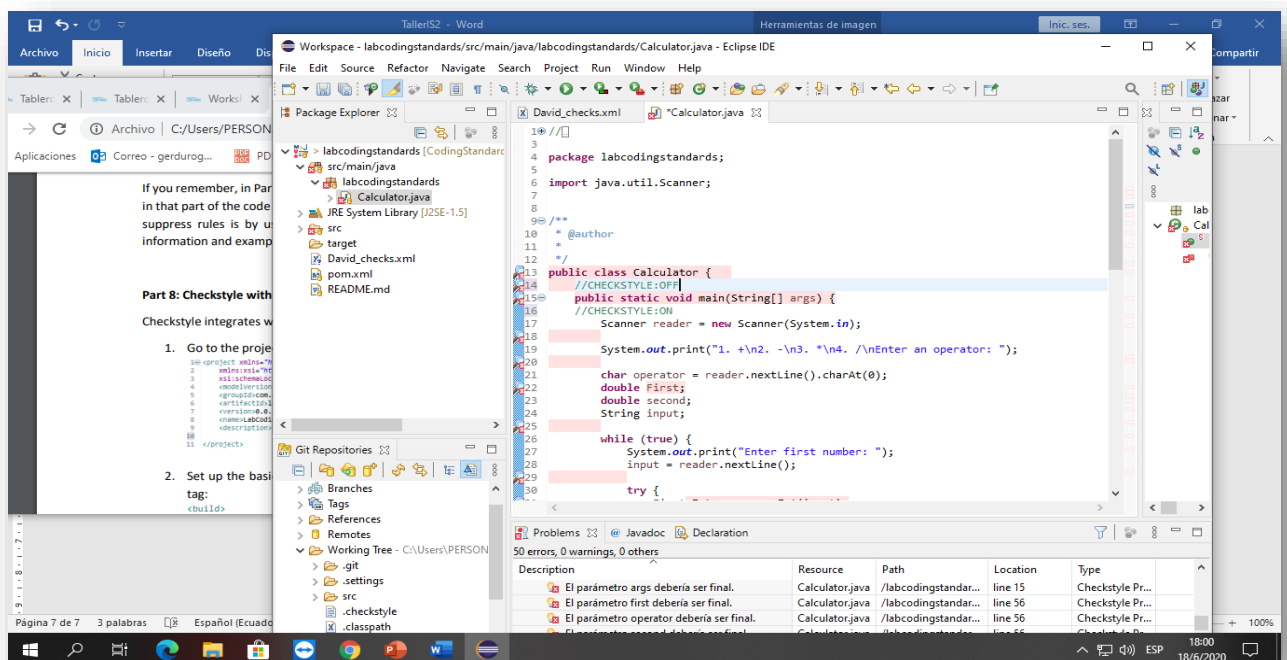 TallerIS2 - Word
Herramientas de imagen
Inic. ses.
Archivo Inicio Insertar Diseño
Compartir
Workspace - labcodingstandards/src/main/java/labcodingstandards/Calculator.java - Eclipse IDE
File Edit Source Refactor Navigate Search Project Run Window Help
Package Explorer
David_checks.xml *Calculator.java
> labcodingstandards [CodingStandarc
src/main/java
labcodingstandards
Calculator.java
JRE System Library [J2SE-1.5]
src
target
David_checks.xml
pom.xml
README.md
1 //
3
4 package labcodingstandards;
5
6 import java.util.Scanner;
7
8
9 /**
10 * @author
11 *
12 */
13 public class Calculator {
14 //CHECKSTYLE:OFF
15 public static void main(String[] args) {
16 //CHECKSTYLE:ON
17 Scanner reader = new Scanner(System.in);
18
19 System.out.print("1. +\n2. -\n3. *\n4. /\nEnter an operator: ");
20
21 char operator = reader.nextLine().charAt(0);
22 double First;
23 double second;
24 String input;
25
26 while (true) {
27 System.out.print("Enter first number: ");
28 input = reader.nextLine();
29
30 try {
lab
Cal
Git Repositories
Branches
Tags
References
Remotes
Working Tree - C:\Users\PERSON
.git
.settings
src
.checkstyle
.classpath
Problems @ Javadoc Declaration
50 errors, 0 warnings, 0 others
Description Resource Path Location Type
El parámetro args debería ser final. Calculator.java /labcodingstandar... line 15 Checkstyle Pr...
El parámetro first debería ser final. Calculator.java /labcodingstandar... line 56 Checkstyle Pr...
El parámetro operator debería ser final. Calculator.java /labcodingstandar... line 56 Checkstyle Pr...
Tablero Tablero Works
Archivo | C:/Users/PERSON
Aplicaciones Correo - gerdurog... PD
If you remember, in Par
in that part of the code
suppress rules is by u
information and examp
Part 8: Checkstyle with
Checkstyle integrates w
1. Go to the proje
2. Set up the basi
tag:
<build>
Página 7 de 7 3 palabras Español (Ecuado
100%
ESP
18:00
18/6/2020